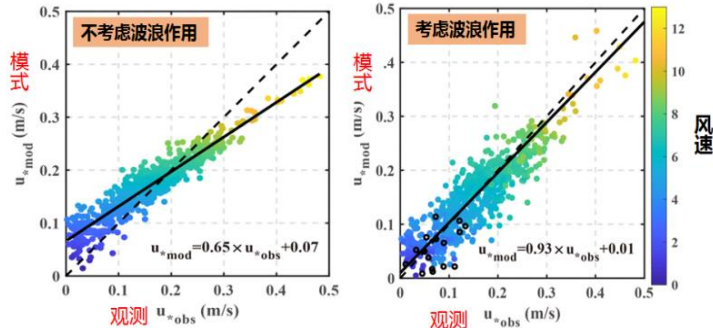 不考虑波浪作用
模式
u*mod (m/s)
0.5
0.4
0.3
0.2
0.1
0
0 0.1 0.2 0.3 0.4 0.5
u*mod=0.65×u*obs+0.07
观测 u*obs (m/s)
考虑波浪作用
模式
u*mod (m/s)
0.5
0.4
0.3
0.2
0.1
0
0 0.1 0.2 0.3 0.4 0.5
u*mod=0.93×u*obs+0.01
观测 u*obs (m/s)
12
10
8
6
4
2
0
风速